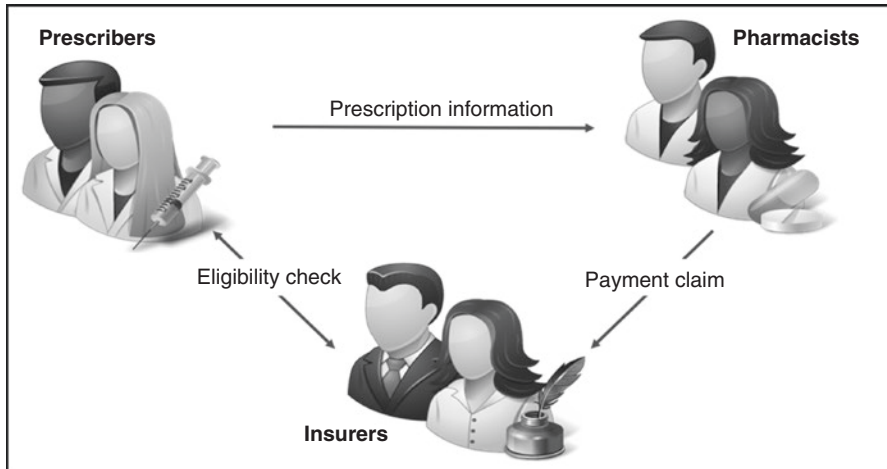 Prescribers
Pharmacists
Prescription information
Eligibility check
Payment claim
Insurers